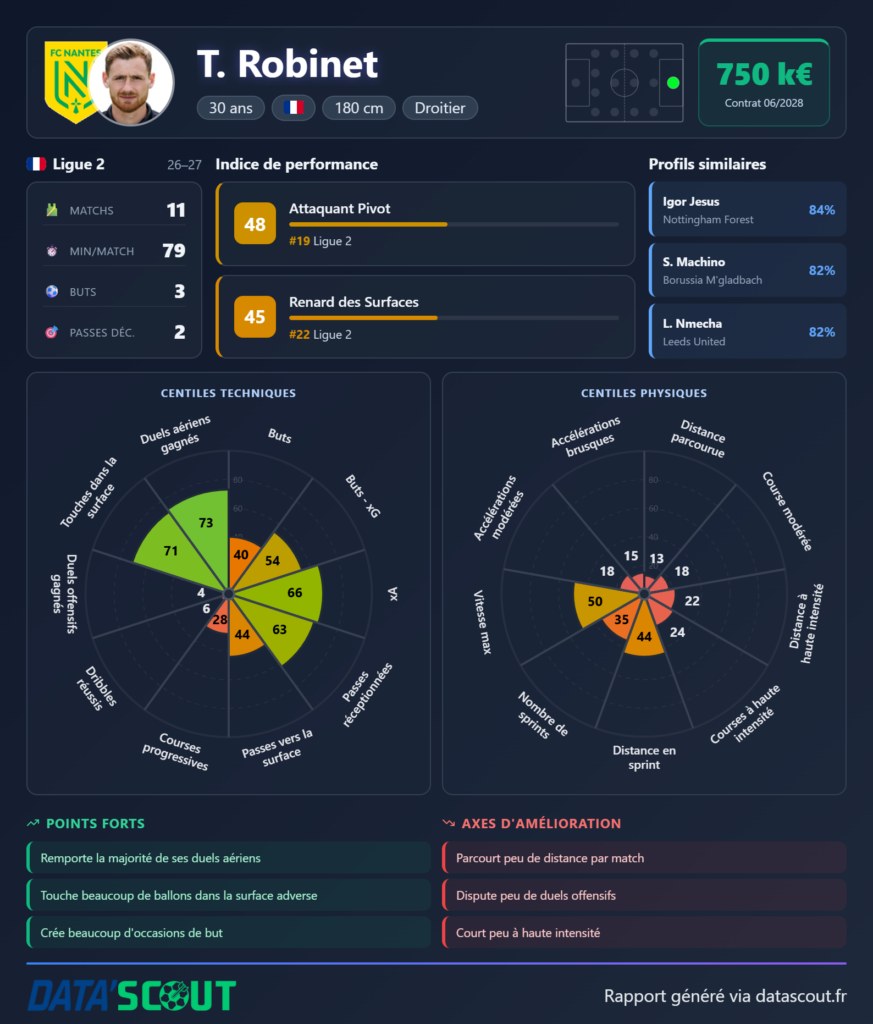 FC NANTES
T. Robinet
30 ans
180 cm
Droitier
750 k€
Contrat 06/2028
Ligue 2
26–27
MATCHS
11
MIN/MATCH
79
BUTS
3
PASSES DÉC.
2
Indice de performance
48
Attaquant Pivot
#19 Ligue 2
45
Renard des Surfaces
#22 Ligue 2
Profils similaires
Igor Jesus
Nottingham Forest
84%
S. Machino
Borussia M'gladbach
82%
L. Nmecha
Leeds United
82%
CENTILES TECHNIQUES
Buts
40
Buts - xG
54
xA
66
Passes
réceptionnées
63
Passes vers la
surface
44
Courses
progressives
28
Dribbles
réussis
6
Duels offensifs
gagnés
4
Touches dans la
surface
71
Duels aériens
gagnés
73
80
60
CENTILES PHYSIQUES
Distance
parcourue
13
Course modérée
18
Distance à
haute intensité
22
Courses à haute
intensité
24
Distance en
sprint
44
Nombre de
sprints
35
Vitesse max
50
Accélérations
modérées
18
Accélérations
brusques
15
80
60
40
POINTS FORTS
Remporte la majorité de ses duels aériens
Touche beaucoup de ballons dans la surface adverse
Crée beaucoup d'occasions de but
AXES D'AMÉLIORATION
Parcourt peu de distance par match
Dispute peu de duels offensifs
Court peu à haute intensité
DATA'SCOUT
Rapport généré via datascout.fr